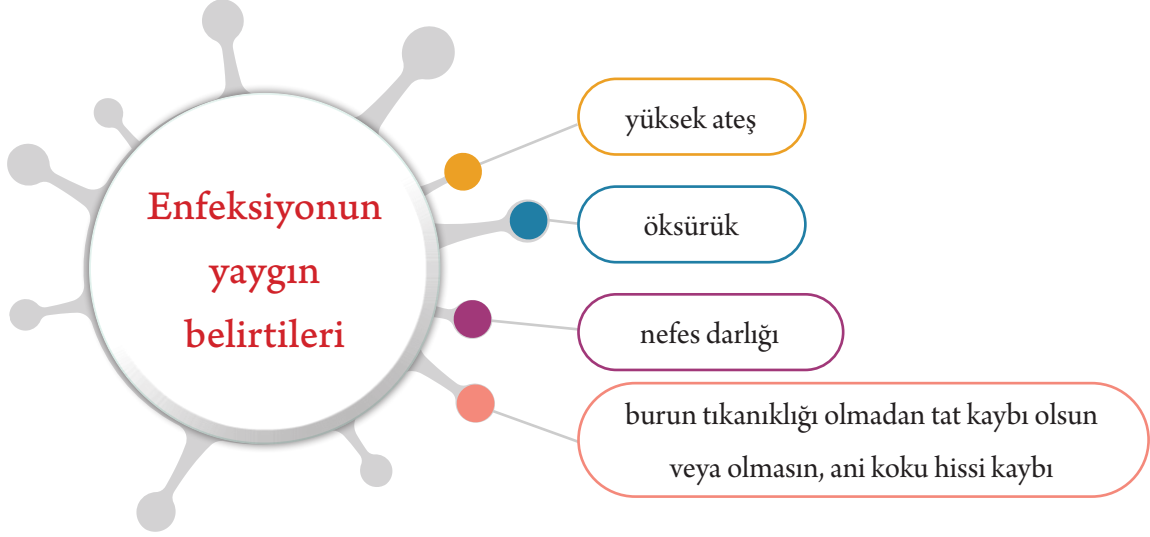 Enfeksiyonun
yaygın
belirtileri
yüksek ateş
öksürük
nefes darlığı
burun tıkanıklığı olmadan tat kaybı olsun
veya olmasın, ani koku hissi kaybı